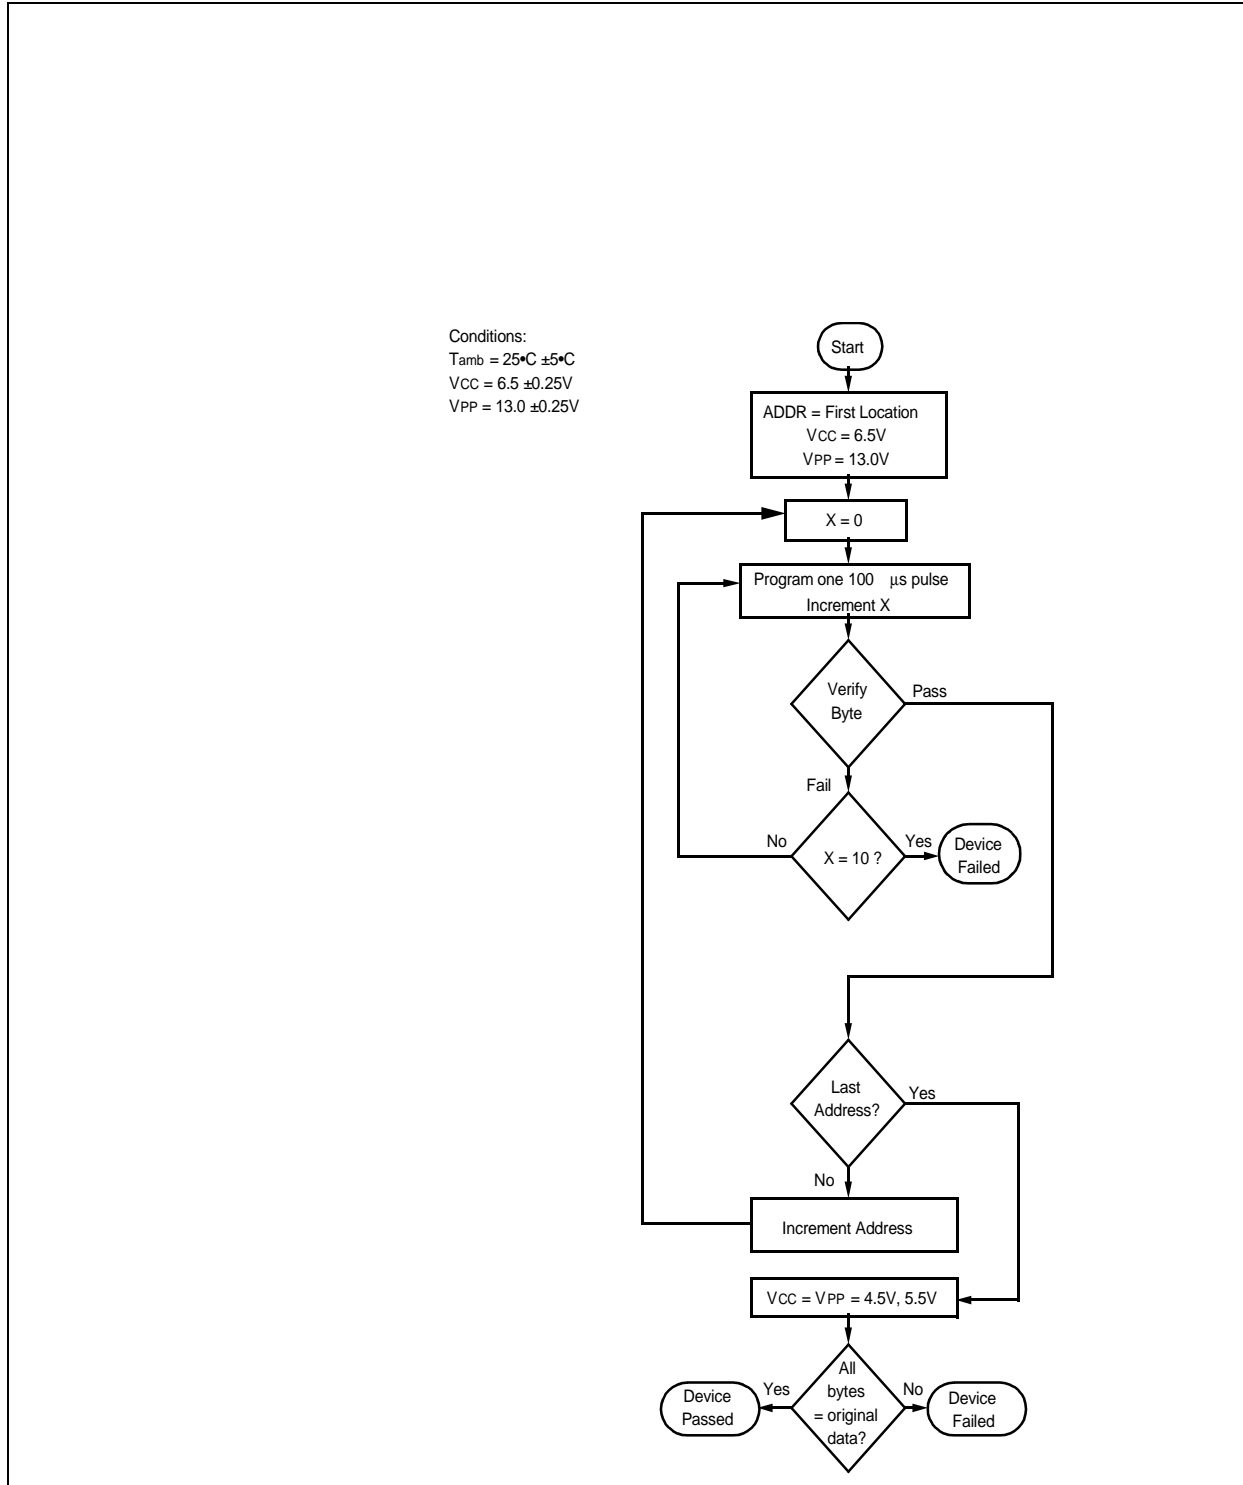 Conditions:
Tamb = 25•C ±5•C
VCC = 6.5 ±0.25V
VPP = 13.0 ±0.25V
Start
ADDR = First Location
VCC = 6.5V
VPP = 13.0V
X = 0
Program one 100 μs pulse
Increment X
Verify
Byte
Pass
Fail
No
X = 10 ?
Yes
Device
Failed
Last
Address?
Yes
No
Increment Address
VCC = VPP = 4.5V, 5.5V
All
bytes
= original
data?
Yes
Device
Passed
No
Device
Failed